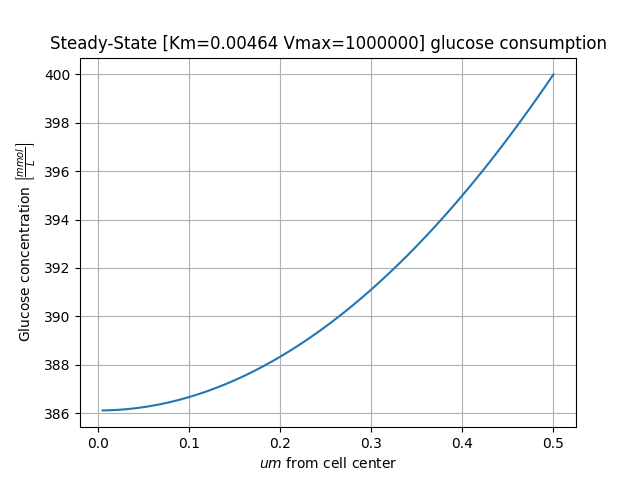 Steady-State [Km=0.00464 Vmax=1000000] glucose consumption
Glucose concentration [mmol/L]
400
398
396
394
392
390
388
386
0.0 0.1 0.2 0.3 0.4 0.5
um from cell center